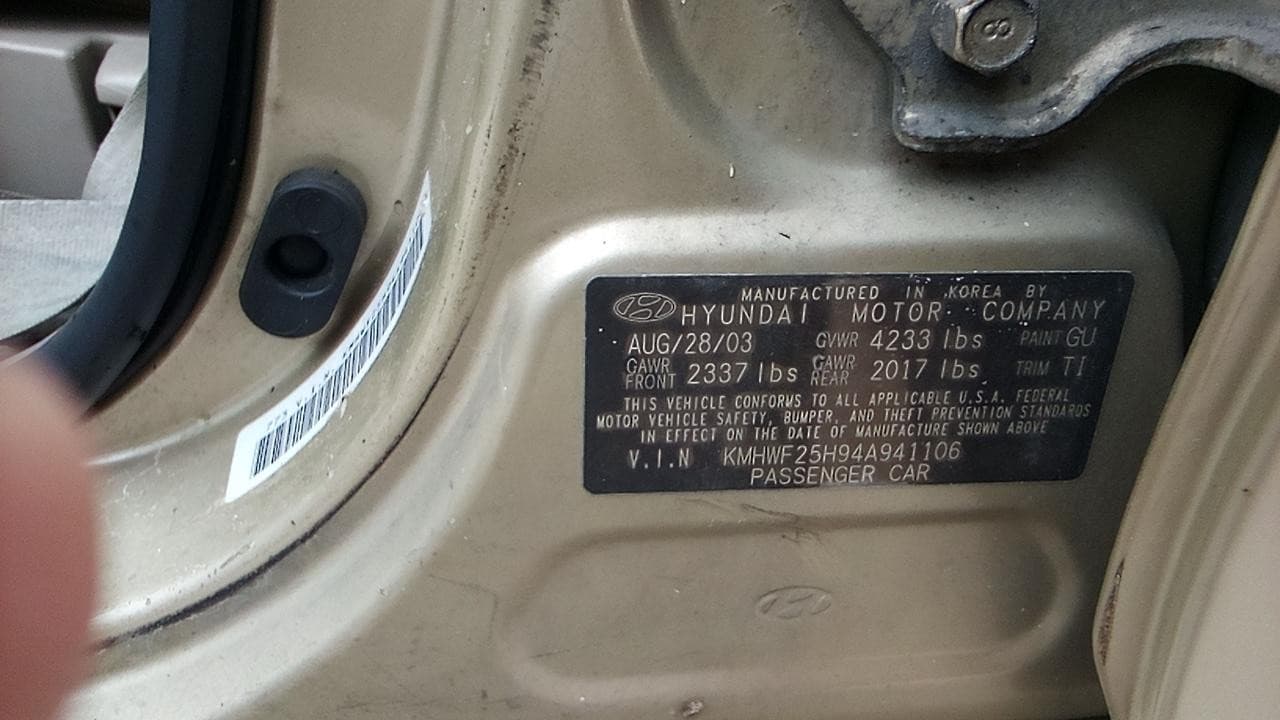 8
MANUFACTURED IN KOREA BY
HYUNDAI MOTOR COMPANY
AUG/28/03 GVWR 4233 lbs PAINT GU
GAWR FRONT 2337 lbs GAWR REAR 2017 lbs TRIM TI
THIS VEHICLE CONFORMS TO ALL APPLICABLE U.S.A. FEDERAL
MOTOR VEHICLE SAFETY, BUMPER, AND THEFT PREVENTION STANDARDS
IN EFFECT ON THE DATE OF MANUFACTURE SHOWN ABOVE
V.I.N KMHWF25H94A941106
PASSENGER CAR